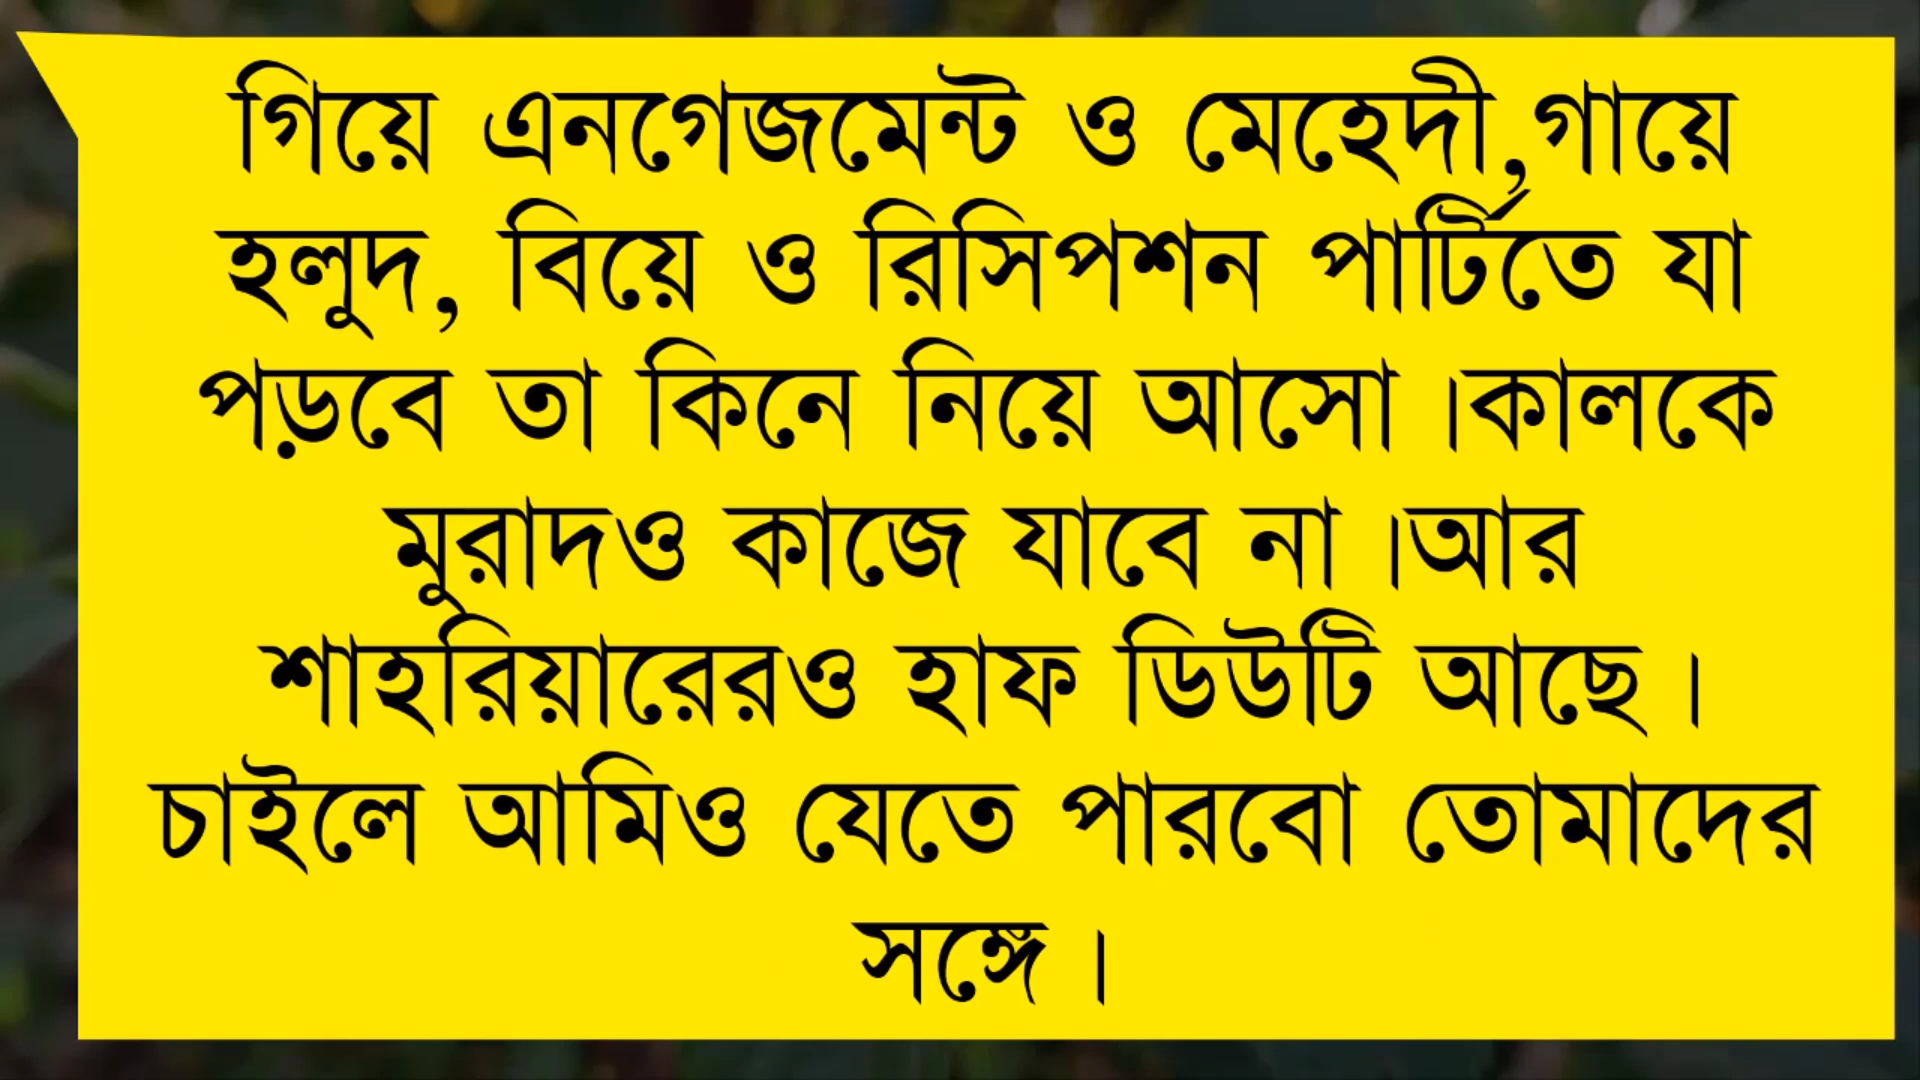 গিয়ে এনগেজমেন্ট ও মেহেদী,গায়ে
হলুদ, বিয়ে ও রিসিপশন পার্টিতে যা
পড়বে তা কিনে নিয়ে আসো ।কালকে
মুরাদও কাজে যাবে না ।আর
শাহরিয়ারেরও হাফ ডিউটি আছে ।
চাইলে আমিও যেতে পারবো তোমাদের
সঙ্গে ।